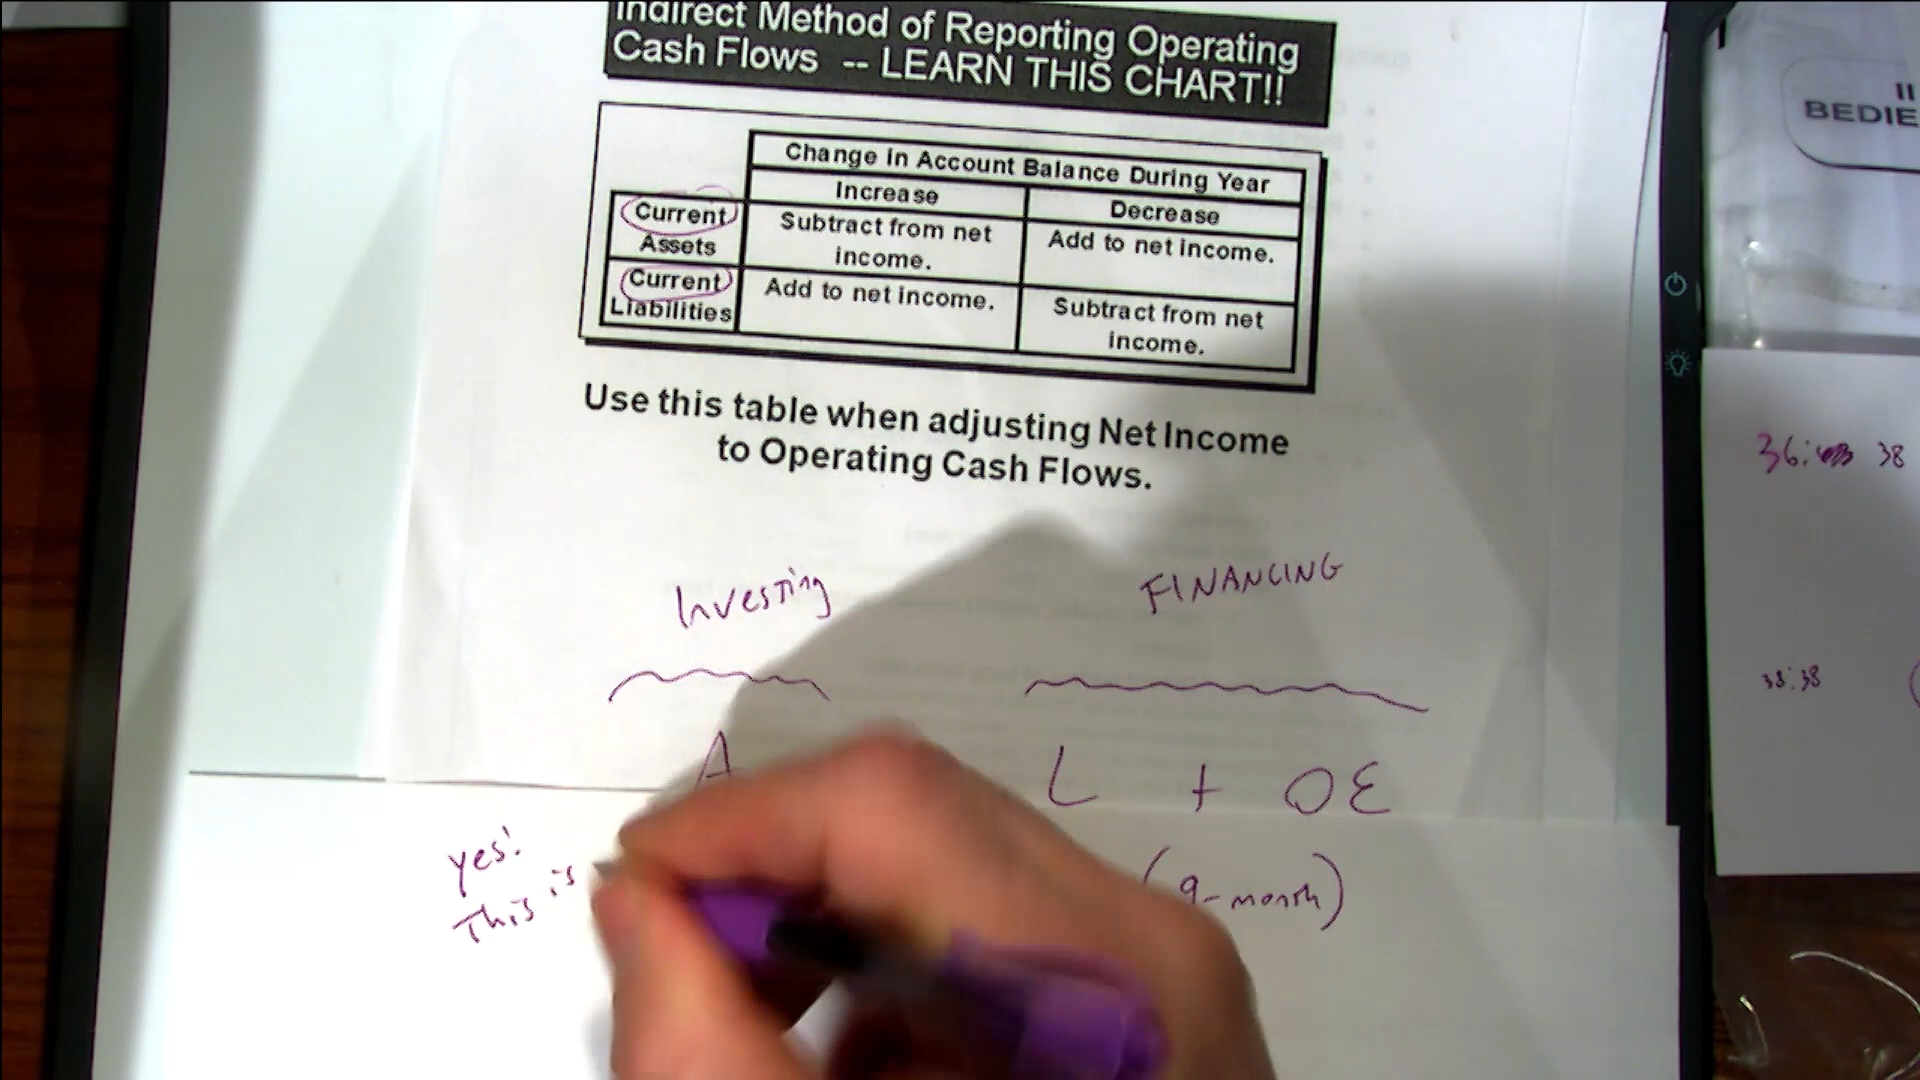 Indirect Method of Reporting Operating
Cash Flows -- LEARN THIS CHART!!
Change in Account Balance During Year
Increase
Decrease
Current
Assets
Subtract from net
income.
Add to net income.
Current
Liabilities
Add to net income.
Subtract from net
income.
Use this table when adjusting Net Income
to Operating Cash Flows.
Investing
FINANCING
A
L + OE
yes!
This is
(9-month)
II
BEDIE
36: 38
38:38